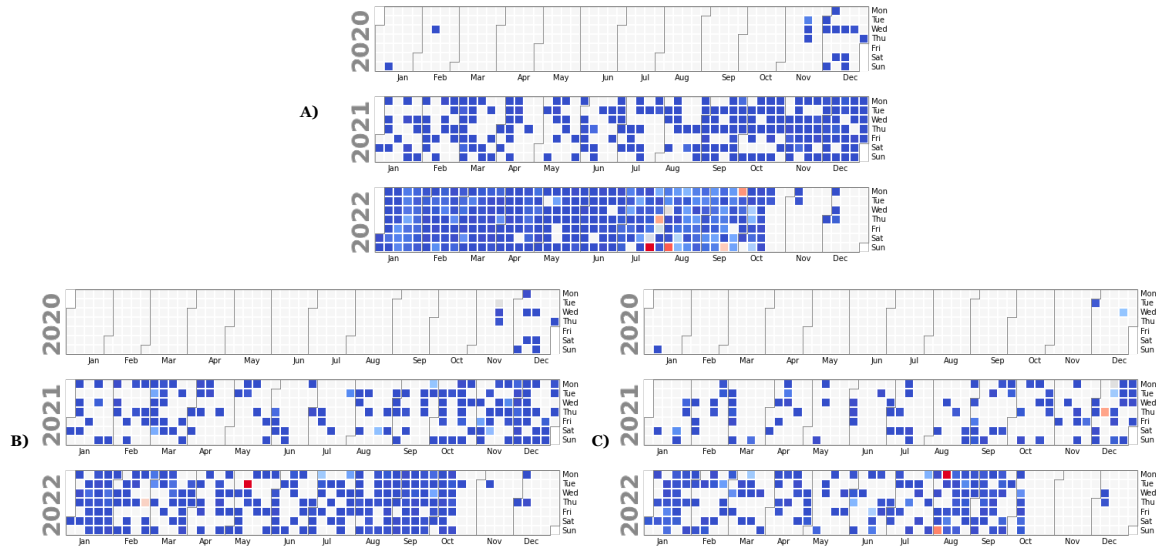 2020
Mon
Tue
Wed
Thu
Fri
Sat
Sun
Jan Feb Mar Apr May Jun Jul Aug Sep Oct Nov Dec
A)
2021
Mon
Tue
Wed
Thu
Fri
Sat
Sun
Jan Feb Mar Apr May Jun Jul Aug Sep Oct Nov Dec
2022
Mon
Tue
Wed
Thu
Fri
Sat
Sun
Jan Feb Mar Apr May Jun Jul Aug Sep Oct Nov Dec
B)
2020
Mon
Tue
Wed
Thu
Fri
Sat
Sun
Jan Feb Mar Apr May Jun Jul Aug Sep Oct Nov Dec
2021
Mon
Tue
Wed
Thu
Fri
Sat
Sun
Jan Feb Mar Apr May Jun Jul Aug Sep Oct Nov Dec
2022
Mon
Tue
Wed
Thu
Fri
Sat
Sun
Jan Feb Mar Apr May Jun Jul Aug Sep Oct Nov Dec
C)
2020
Mon
Tue
Wed
Thu
Fri
Sat
Sun
Jan Feb Mar Apr May Jun Jul Aug Sep Oct Nov Dec
2021
Mon
Tue
Wed
Thu
Fri
Sat
Sun
Jan Feb Mar Apr May Jun Jul Aug Sep Oct Nov Dec
2022
Mon
Tue
Wed
Thu
Fri
Sat
Sun
Jan Feb Mar Apr May Jun Jul Aug Sep Oct Nov Dec